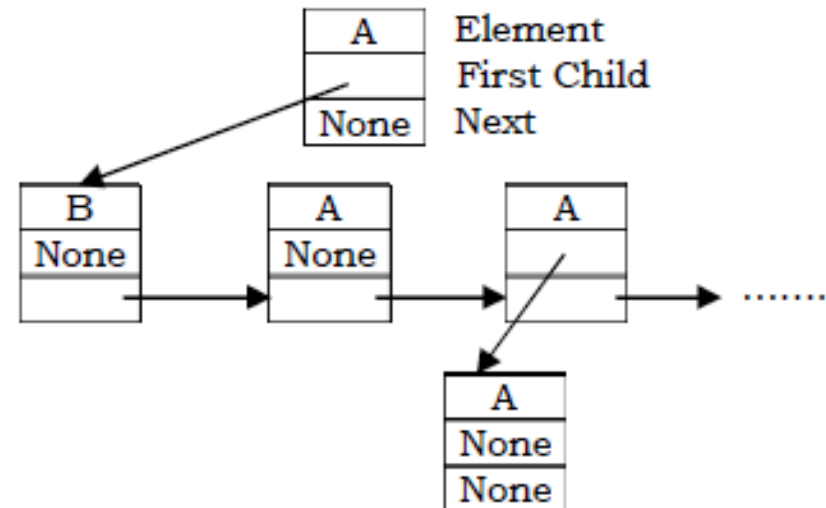 A Element
First Child
None Next
B A A
None None
.......
A
None
None